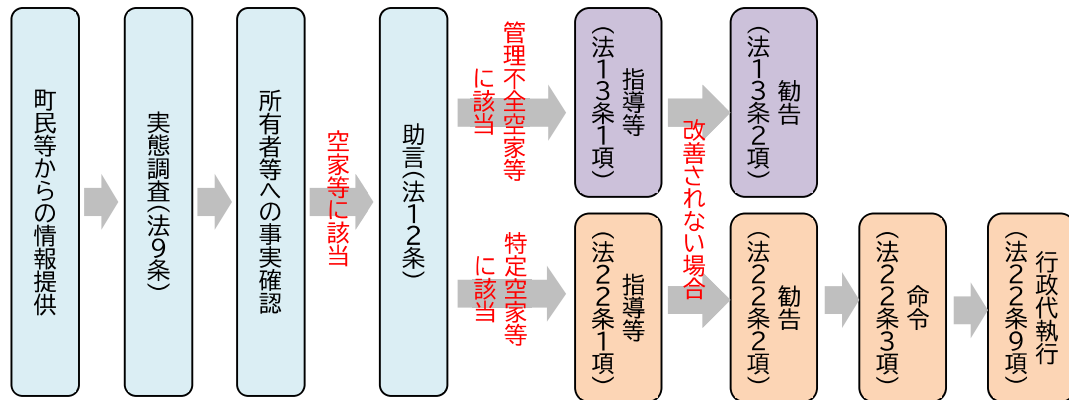 町民等からの情報提供
実態調査(法9条)
所有者等への事実確認
空家等に該当
助言(法12条)
管理不全空家等
に該当
指導等
(法13条1項)
勧告
(法13条2項)
特定空家等
に該当
指導等
(法22条1項)
改善されない場合
勧告
(法22条2項)
命令
(法22条3項)
行政代執行
(法22条9項)